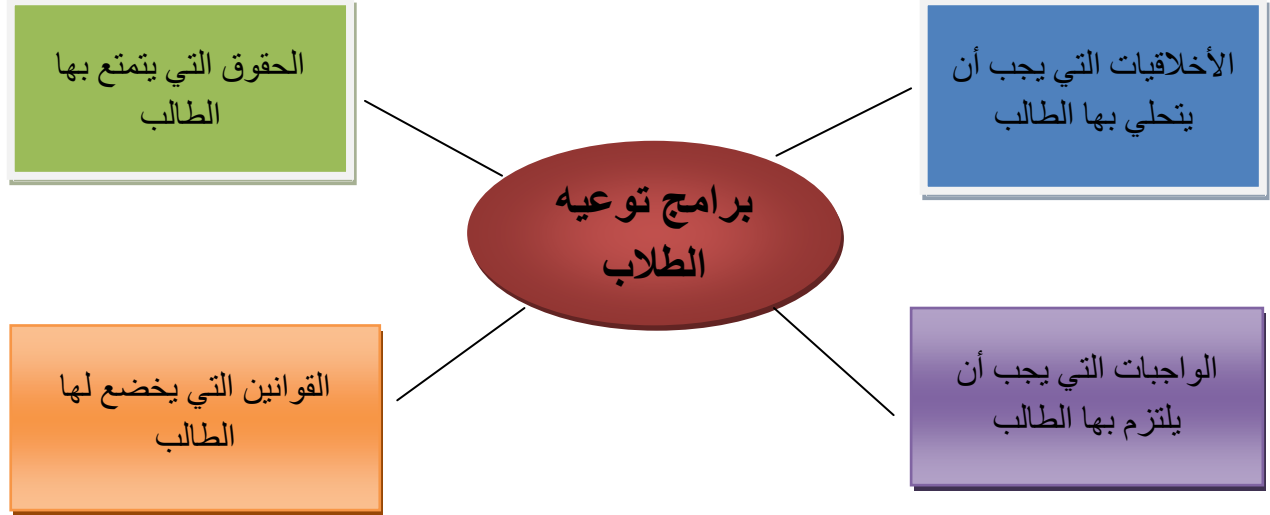 الأخلاقيات التي يجب أن
يتحلي بها الطالب
الحقوق التي يتمتع بها
الطالب
برامج توعيه
الطلاب
الواجبات التي يجب أن
يلتزم بها الطالب
القوانين التي يخضع لها
الطالب